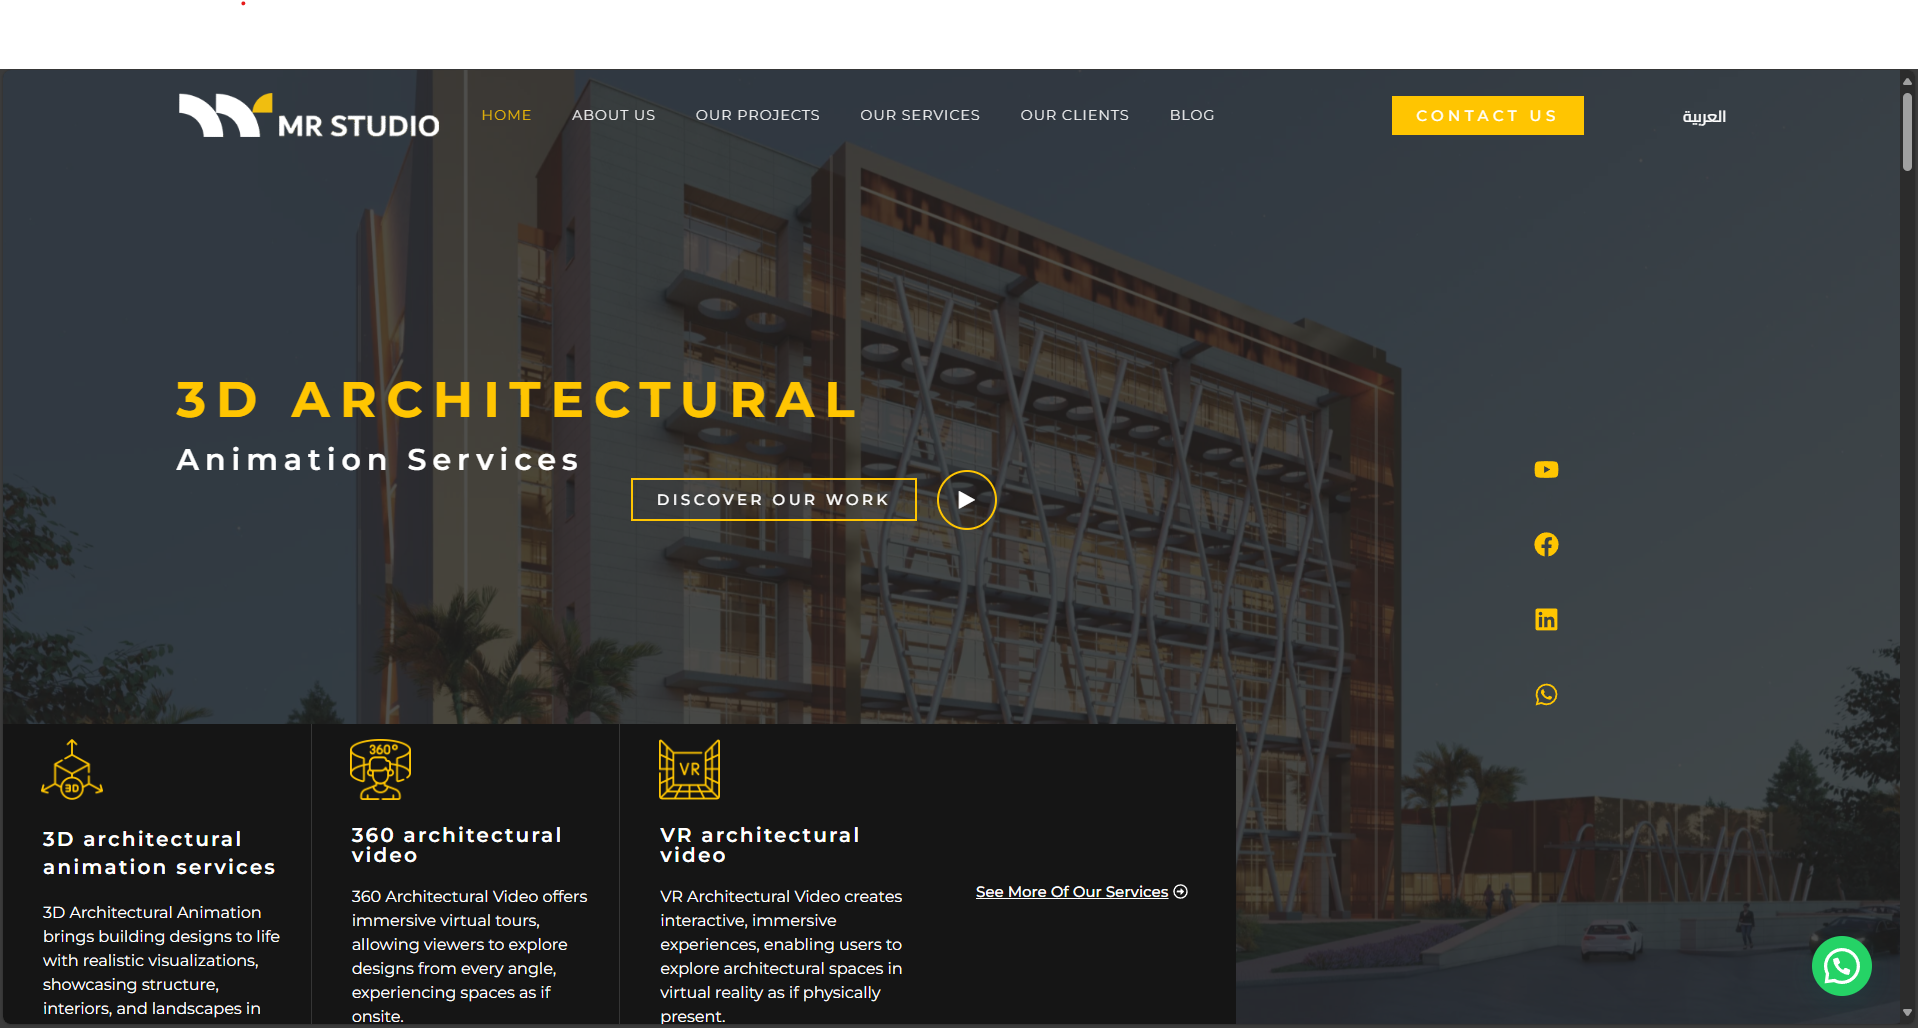 MR STUDIO
HOME
ABOUT US
OUR PROJECTS
OUR SERVICES
OUR CLIENTS
BLOG
CONTACT US
العربية
3D ARCHITECTURAL
Animation Services
DISCOVER OUR WORK
3D
3D architectural
animation services
3D Architectural Animation
brings building designs to life
with realistic visualizations,
showcasing structure,
interiors, and landscapes in
360°
360 architectural
video
360 Architectural Video offers
immersive virtual tours,
allowing viewers to explore
designs from every angle,
experiencing spaces as if
onsite.
VR
VR architectural
video
VR Architectural Video creates
interactive, immersive
experiences, enabling users to
explore architectural spaces in
virtual reality as if physically
present.
See More Of Our Services